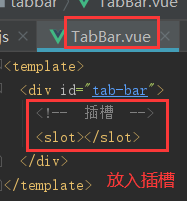 tabbar
TabBar.vue
js
TabBar.vue
<template>
<div id="tab-bar">
<!-- 插槽 -->
<slot></slot>
</div>
</template>
放入插槽